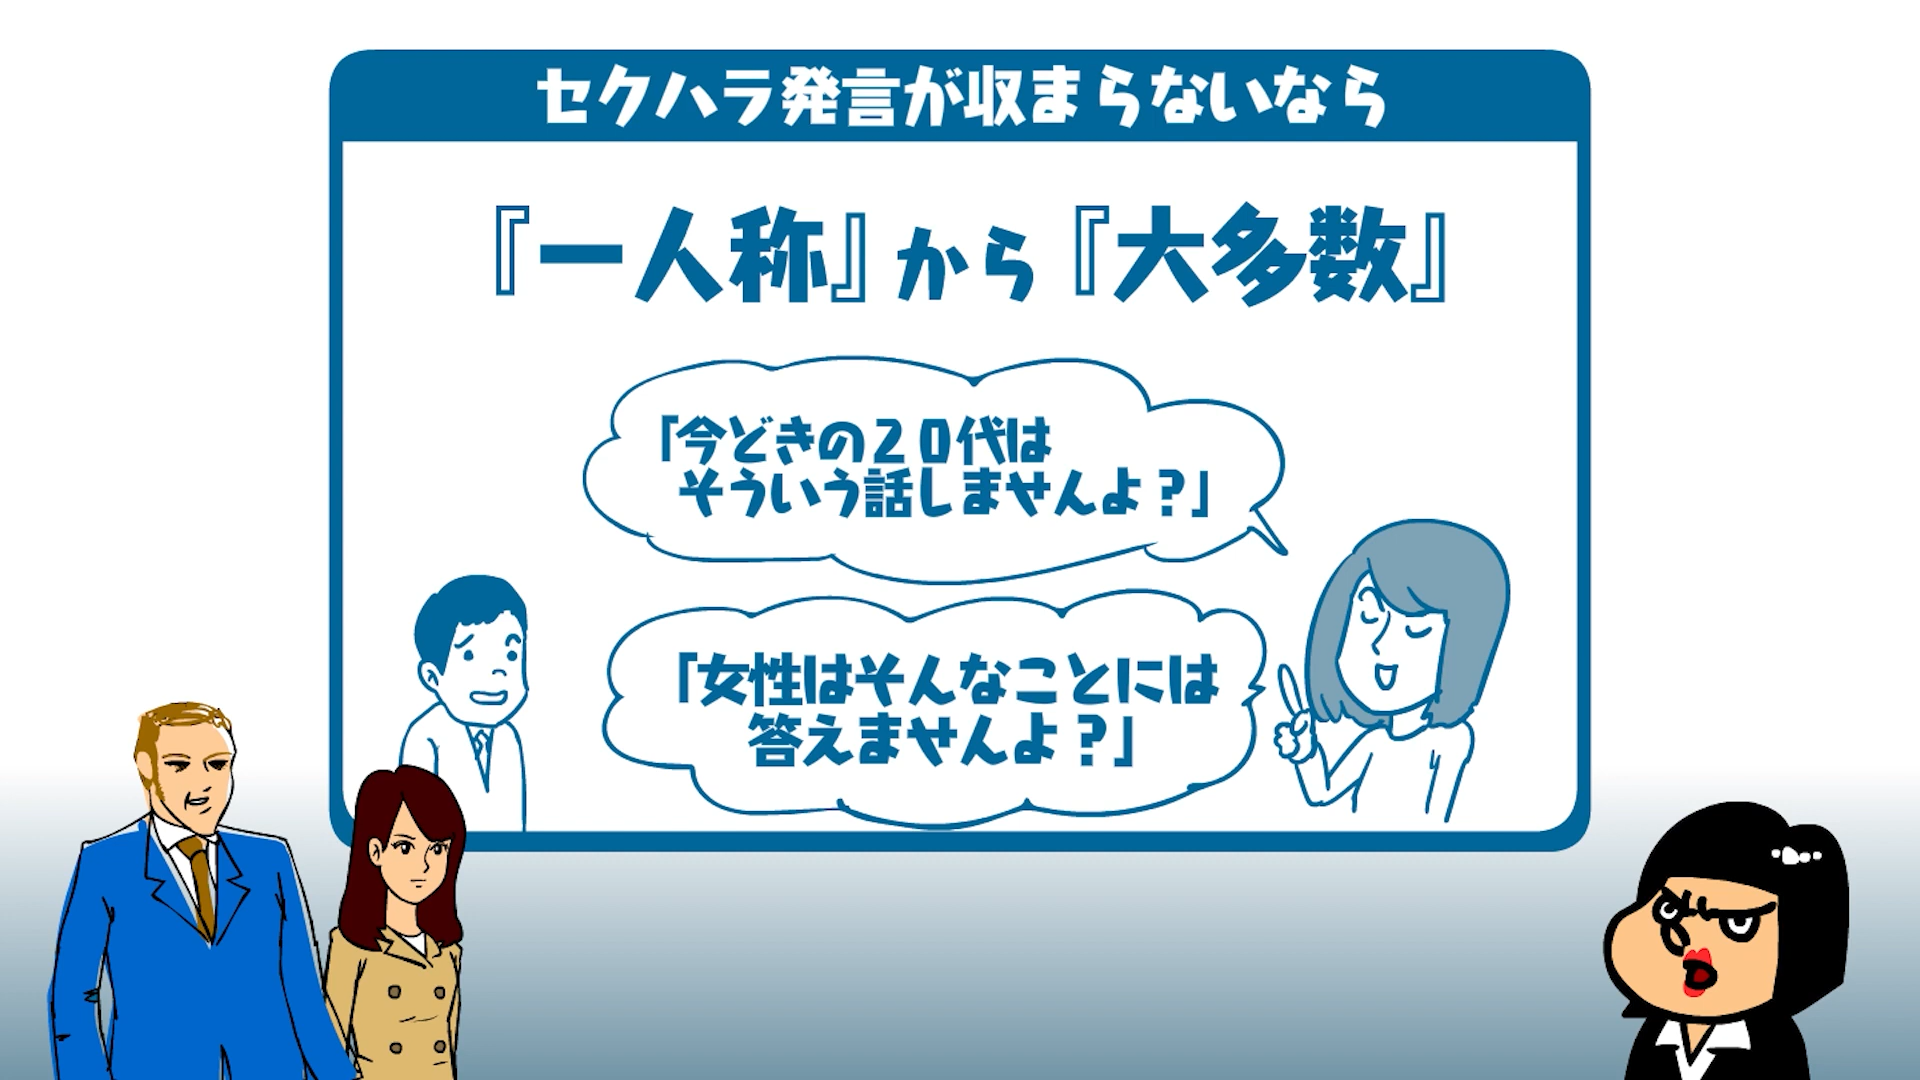 セクハラ発言が収まらないなら
『一人称』から『大多数』
「今どきの２０代は
そういう話しませんよ？」
「女性はそんなことには
答えませんよ？」